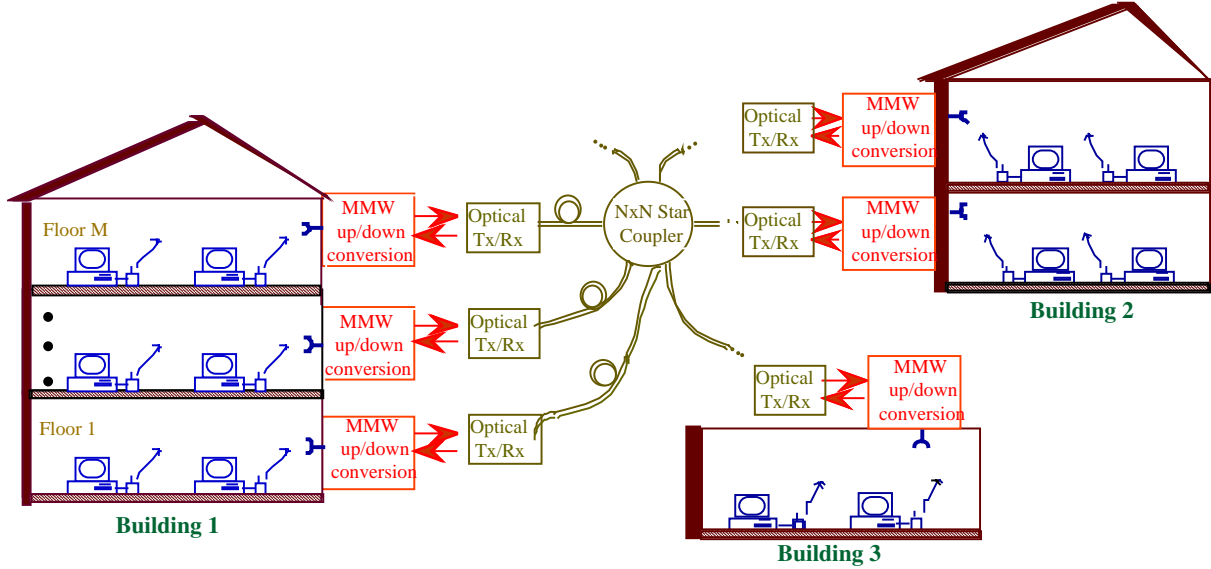 Floor M
Floor 1
Building 1
MMW
up/down
conversion
Optical
Tx/Rx
MMW
up/down
conversion
Optical
Tx/Rx
MMW
up/down
conversion
Optical
Tx/Rx
NxN Star
Coupler
Optical
Tx/Rx
MMW
up/down
conversion
Optical
Tx/Rx
MMW
up/down
conversion
Building 2
Optical
Tx/Rx
MMW
up/down
conversion
Building 3